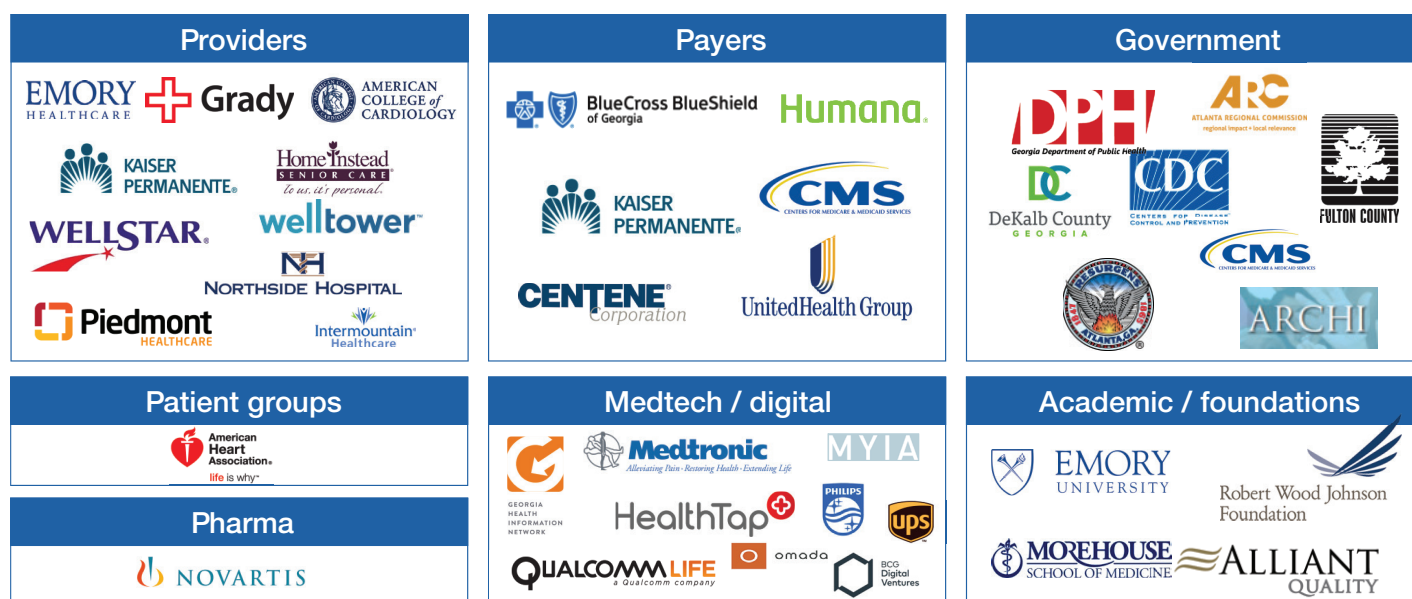 Providers
EMORY
HEALTHCARE
Grady
AMERICAN
COLLEGE of
CARDIOLOGY
KAISER
PERMANENTE®
Home Instead
SENIOR CARE®
To us, it's personal.
WELLSTAR®
welltower™
NH
NORTHSIDE HOSPITAL
Piedmont
HEALTHCARE
Intermountain®
Healthcare
Payers
BlueCross BlueShield
of Georgia
Humana®
KAISER
PERMANENTE®
CMS
CENTERS FOR MEDICARE & MEDICAID SERVICES
CENTENE®
Corporation
UnitedHealth Group
Government
DPH
Georgia Department of Public Health
ARC
ATLANTA REGIONAL COMMISSION
regional impact + local relevance
DC
DeKalb County
GEORGIA
CDC
CENTERS FOR DISEASE
CONTROL AND PREVENTION
FULTON COUNTY
CMS
CENTERS FOR MEDICARE & MEDICAID SERVICES
RESURGENS
1847 ATLANTA, GA. 1865
ARCHI
Patient groups
American
Heart
Association®
life is why™
Pharma
NOVARTIS
Medtech / digital
GEORGIA
HEALTH
INFORMATION
NETWORK
Medtronic
Alleviating Pain · Restoring Health · Extending Life
MYIA
HealthTap
PHILIPS
ups
QUALCOMM LIFE
a Qualcomm company
omada
BCG
Digital
Ventures
Academic / foundations
EMORY
UNIVERSITY
Robert Wood Johnson
Foundation
MOREHOUSE
SCHOOL OF MEDICINE
ALLIANT
QUALITY